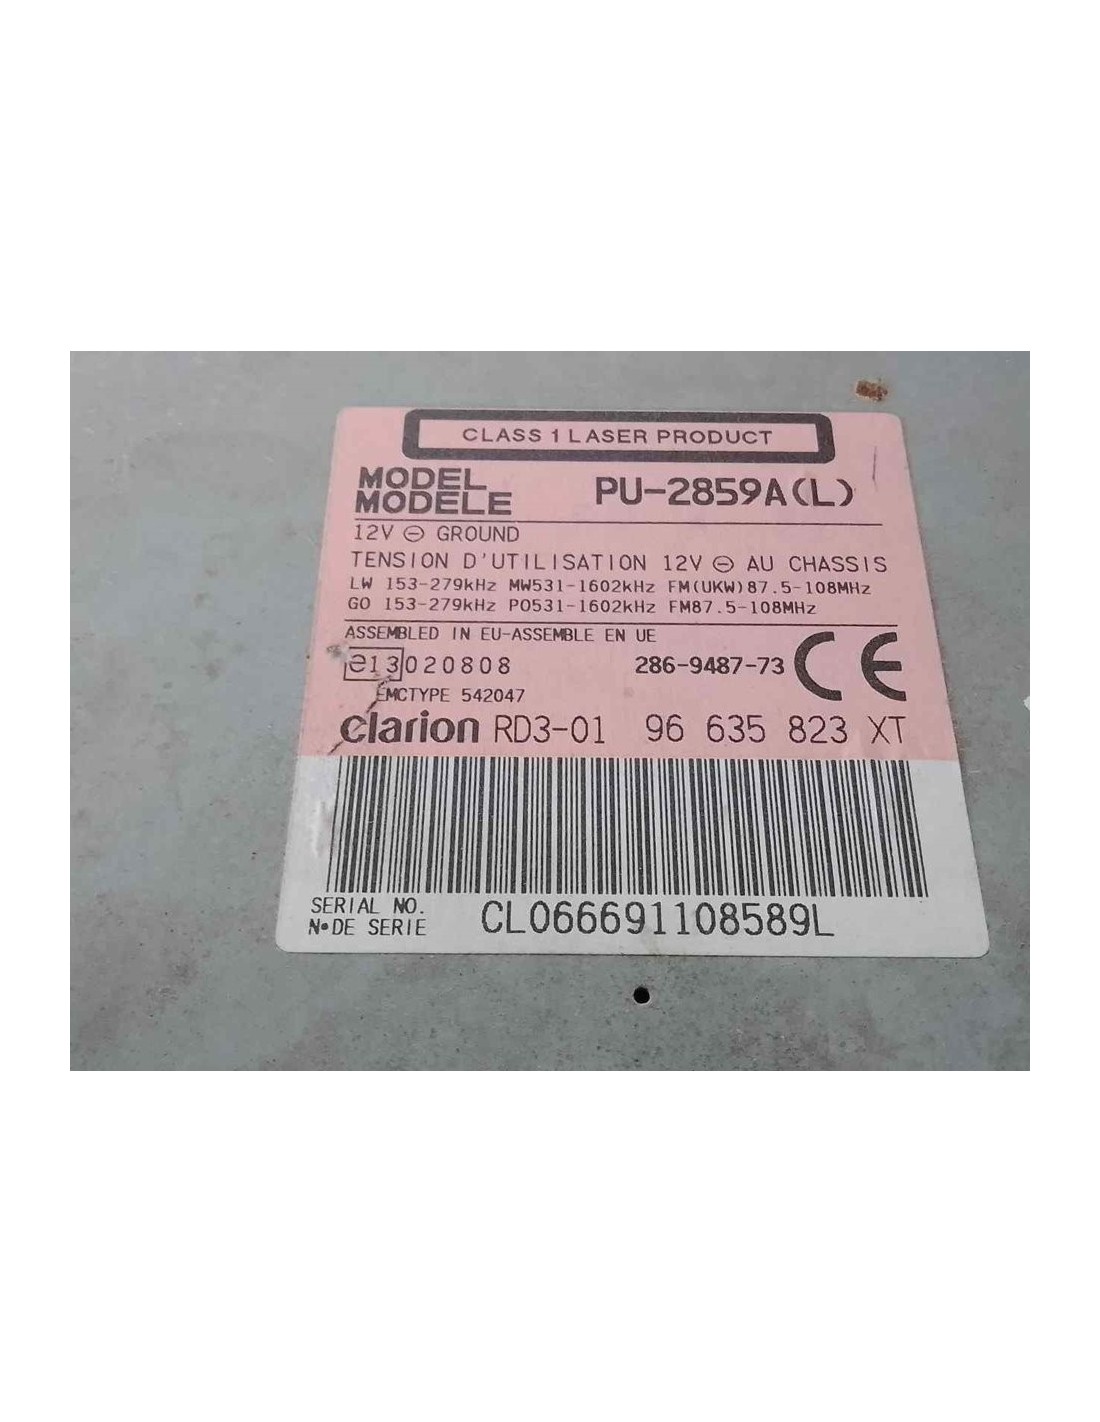 CLASS 1 LASER PRODUCT
MODEL
MODELE PU-2859A(L)
12V ⊖ GROUND
TENSION D'UTILISATION 12V ⊖ AU CHASSIS
LW 153-279kHz MW531-1602kHz FM(UKW)87.5-108MHz
GO 153-279kHz PO531-1602kHz FM87.5-108MHz
ASSEMBLED IN EU-ASSEMBLE EN UE
e13 020808 286-9487-73 CE
EMCTYPE 542047
clarion RD3-01 96 635 823 XT
SERIAL NO.
N•DE SERIE CL066691108589L